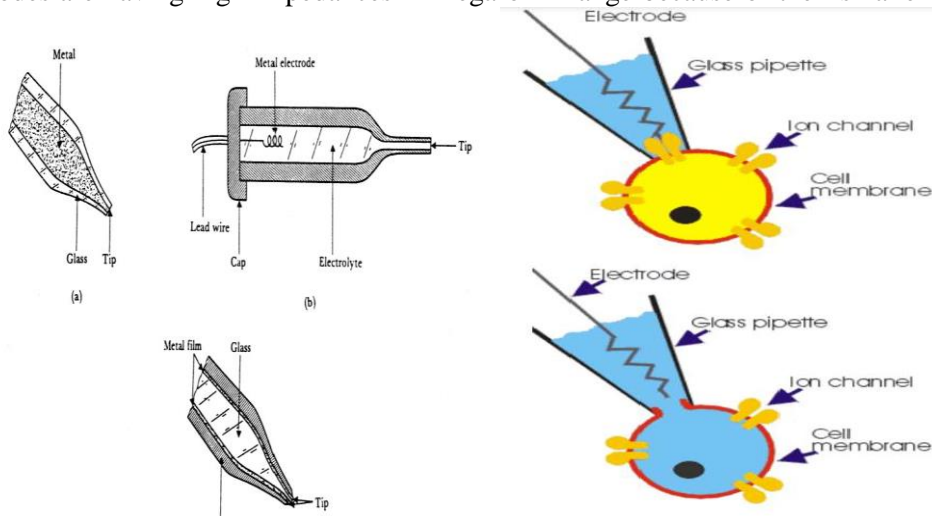 Electrode
Glass pipette
Ion channel
Cell
membrane
Metal
Glass Tip
(a)
Metal electrode
Tip
Lead wire
Cap
Electrolyte
(b)
Electrode
Glass pipette
Ion channel
Cell
membrane
Metal film
Glass
Tip